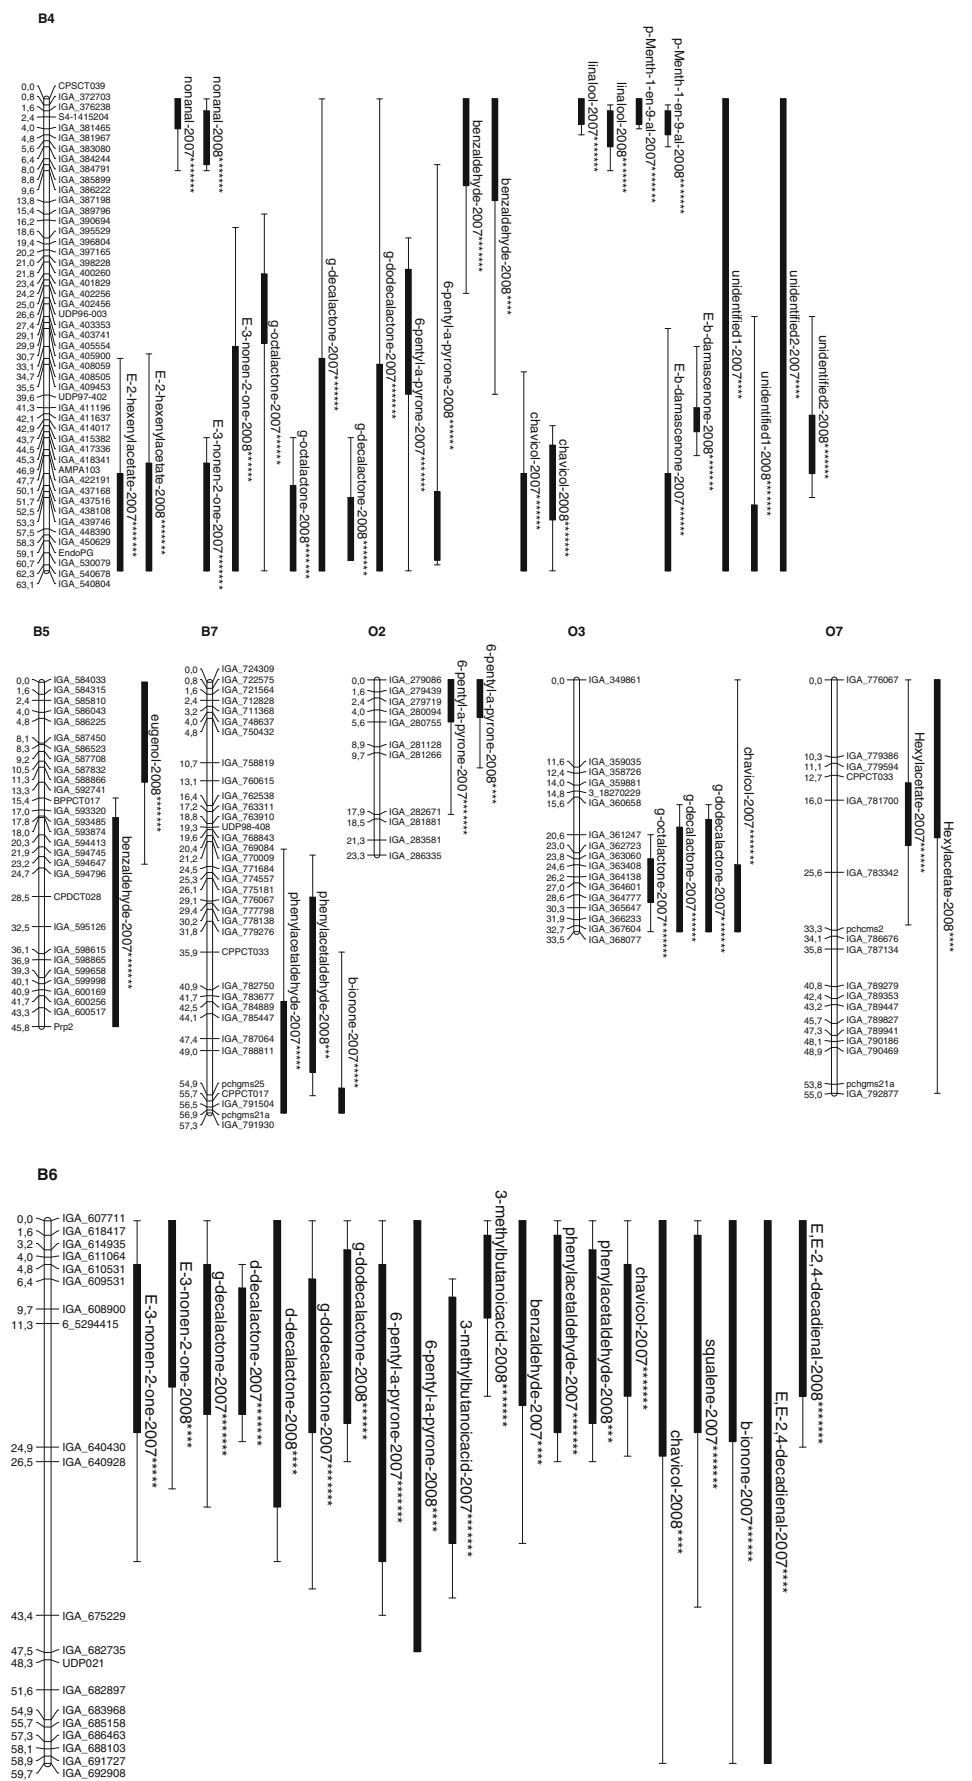 B4
0,0 CPSCT039
0,8 IGA_372703
1,6 IGA_376238
2,4 S4-1415204
4,0 IGA_381465
4,8 IGA_381967
5,6 IGA_383080
6,4 IGA_384244
8,0 IGA_384791
8,8 IGA_385899
9,6 IGA_386222
13,8 IGA_387198
15,4 IGA_389796
16,2 IGA_390694
18,6 IGA_395529
19,4 IGA_396804
20,2 IGA_397165
21,0 IGA_398228
21,8 IGA_400260
23,4 IGA_401829
24,2 IGA_402256
25,0 IGA_402456
26,6 UDP96-003
27,4 IGA_403353
29,1 IGA_403741
29,9 IGA_405554
30,7 IGA_405900
33,1 IGA_408059
34,7 IGA_408505
35,5 IGA_409453
39,6 UDP97-402
41,3 IGA_411196
42,1 IGA_411637
42,9 IGA_414017
43,7 IGA_415382
44,5 IGA_417336
45,3 IGA_418341
46,9 AMPA103
47,7 IGA_422191
50,1 IGA_437168
51,7 IGA_437516
52,5 IGA_438108
53,3 IGA_439746
57,5 IGA_448390
58,3 IGA_450629
59,1 EndoPG
60,7 IGA_530079
62,3 IGA_540678
63,1 IGA_540804
E-2-hexenylacetate-2007*******
E-2-hexenylacetate-2008******
nonanal-2007*******
nonanal-2008*******
E-3-nonen-2-one-2007*******
E-3-nonen-2-one-2008******
g-octalactone-2007******
g-octalactone-2008*******
g-decalactone-2007*******
g-decalactone-2008*******
g-dodecalactone-2007*******
6-pentyl-a-pyrone-2007*******
6-pentyl-a-pyrone-2008******
benzaldehyde-2007*******
benzaldehyde-2008****
chavicol-2007*******
chavicol-2008*******
linalool-2007*******
linalool-2008*******
p-Menth-1-en-9-al-2007*******
p-Menth-1-en-9-al-2008*******
E-b-damascenone-2007******
E-b-damascenone-2008*******
unidentified1-2007****
unidentified1-2008*******
unidentified2-2007****
unidentified2-2008*******
B5
0,0 IGA_584033
1,6 IGA_584315
2,4 IGA_585810
4,0 IGA_586043
4,8 IGA_586225
8,1 IGA_587450
8,3 IGA_586523
9,2 IGA_587708
10,5 IGA_587832
11,3 IGA_588866
13,3 IGA_592741
15,4 BPPCT017
17,0 IGA_593320
17,8 IGA_593485
18,0 IGA_593874
20,3 IGA_594413
21,9 IGA_594745
23,2 IGA_594647
24,7 IGA_594796
28,5 CPDCT028
32,5 IGA_595126
36,1 IGA_598615
36,9 IGA_598865
39,3 IGA_599658
40,1 IGA_599998
40,9 IGA_600169
41,7 IGA_600256
43,3 IGA_600517
45,8 Prp2
benzaldehyde-2007*******
eugenol-2008*******
B7
0,0 IGA_724309
0,8 IGA_722575
1,6 IGA_721564
2,4 IGA_712828
3,2 IGA_711368
4,0 IGA_748637
4,8 IGA_750432
10,7 IGA_758819
13,1 IGA_760615
16,4 IGA_762538
17,2 IGA_763311
18,8 IGA_763910
19,3 UDP98-408
19,6 IGA_768843
20,4 IGA_769084
21,2 IGA_770009
24,5 IGA_771684
25,3 IGA_774557
26,1 IGA_775181
29,1 IGA_776067
29,4 IGA_777798
30,2 IGA_778138
31,8 IGA_779276
35,9 CPPCT033
40,9 IGA_782750
41,7 IGA_783677
42,5 IGA_784889
44,1 IGA_785447
47,4 IGA_787064
49,0 IGA_788811
54,9 pchgms25
55,7 CPPCT017
56,5 IGA_791504
56,9 pchgms21a
57,3 IGA_791930
phenylacetaldehyde-2007*****
phenylacetaldehyde-2008***
b-ionone-2007*****
O2
0,0 IGA_279086
1,6 IGA_279439
2,4 IGA_279719
4,0 IGA_280094
5,6 IGA_280755
8,9 IGA_281128
9,7 IGA_281266
17,9 IGA_282671
18,5 IGA_281881
21,3 IGA_283581
23,3 IGA_286335
6-pentyl-a-pyrone-2007*******
6-pentyl-a-pyrone-2008****
O3
0,0 IGA_349861
11,6 IGA_359035
12,4 IGA_358726
14,0 IGA_359881
14,8 3_18270229
15,6 IGA_360658
20,6 IGA_361247
23,0 IGA_362723
23,8 IGA_363060
24,6 IGA_363408
26,2 IGA_364138
27,0 IGA_364601
28,6 IGA_364777
30,3 IGA_365647
31,9 IGA_366233
32,7 IGA_367604
33,5 IGA_368077
g-octalactone-2007*******
g-decalactone-2007*******
g-dodecalactone-2007*******
chavicol-2007*******
O7
0,0 IGA_776067
10,3 IGA_779386
11,1 IGA_779594
12,7 CPPCT033
16,0 IGA_781700
25,6 IGA_783342
33,3 pchcms2
34,1 IGA_786676
35,8 IGA_787134
40,8 IGA_789279
42,4 IGA_789353
43,2 IGA_789447
45,7 IGA_789827
47,3 IGA_789941
48,1 IGA_790186
48,9 IGA_790469
53,8 pchgms21a
55,0 IGA_792877
Hexylacetate-2007******
Hexylacetate-2008****
B6
0,0 IGA_607711
1,6 IGA_618417
3,2 IGA_614935
4,0 IGA_611064
4,8 IGA_610531
6,4 IGA_609531
9,7 IGA_608900
11,3 6_5294415
24,9 IGA_640430
26,5 IGA_640928
43,4 IGA_675229
47,5 IGA_682735
48,3 UDP021
51,6 IGA_682897
54,9 IGA_683968
55,7 IGA_685158
57,3 IGA_686463
58,1 IGA_688103
58,9 IGA_691727
59,7 IGA_692908
E-3-nonen-2-one-2007*****
E-3-nonen-2-one-2008****
g-decalactone-2007*******
d-decalactone-2007*******
d-decalactone-2008****
g-dodecalactone-2007*******
g-dodecalactone-2008******
6-pentyl-a-pyrone-2007*******
6-pentyl-a-pyrone-2008****
3-methylbutanoicacid-2007*******
3-methylbutanoicacid-2008*******
benzaldehyde-2007****
phenylacetaldehyde-2007*******
phenylacetaldehyde-2008***
chavicol-2007*******
chavicol-2008****
squalene-2007*******
b-ionone-2007*******
E,E-2,4-decadienal-2007****
E,E-2,4-decadienal-2008*******